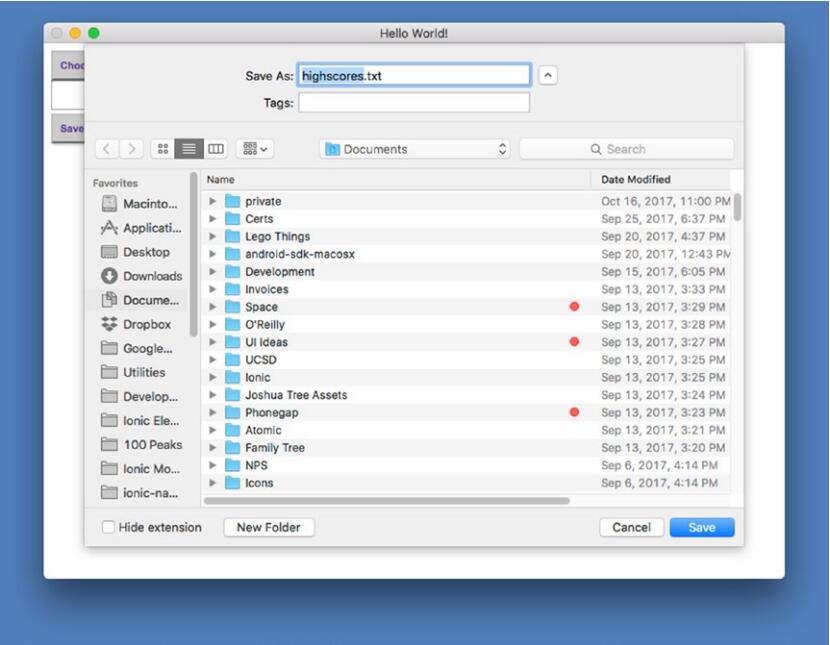 Hello World!
Choo
Save
Save As: highscores.txt
Tags:
Documents
Search
Favorites
Macinto...
Applicati...
Desktop
Downloads
Docume...
Dropbox
Google...
Utilities
Develop...
Ionic Ele...
100 Peaks
Ionic Mo...
ionic-na...
Name Date Modified
private Oct 16, 2017, 11:00 PM
Certs Sep 25, 2017, 6:37 PM
Lego Things Sep 20, 2017, 4:37 PM
android-sdk-macosx Sep 20, 2017, 12:43 PM
Development Sep 15, 2017, 6:05 PM
Invoices Sep 13, 2017, 3:33 PM
Space Sep 13, 2017, 3:29 PM
O'Reilly Sep 13, 2017, 3:28 PM
UI Ideas Sep 13, 2017, 3:27 PM
UCSD Sep 13, 2017, 3:25 PM
Ionic Sep 13, 2017, 3:25 PM
Joshua Tree Assets Sep 13, 2017, 3:24 PM
Phonegap Sep 13, 2017, 3:23 PM
Atomic Sep 13, 2017, 3:21 PM
Family Tree Sep 13, 2017, 3:20 PM
NPS Sep 6, 2017, 4:14 PM
Icons Sep 6, 2017, 4:14 PM
Hide extension New Folder Cancel Save